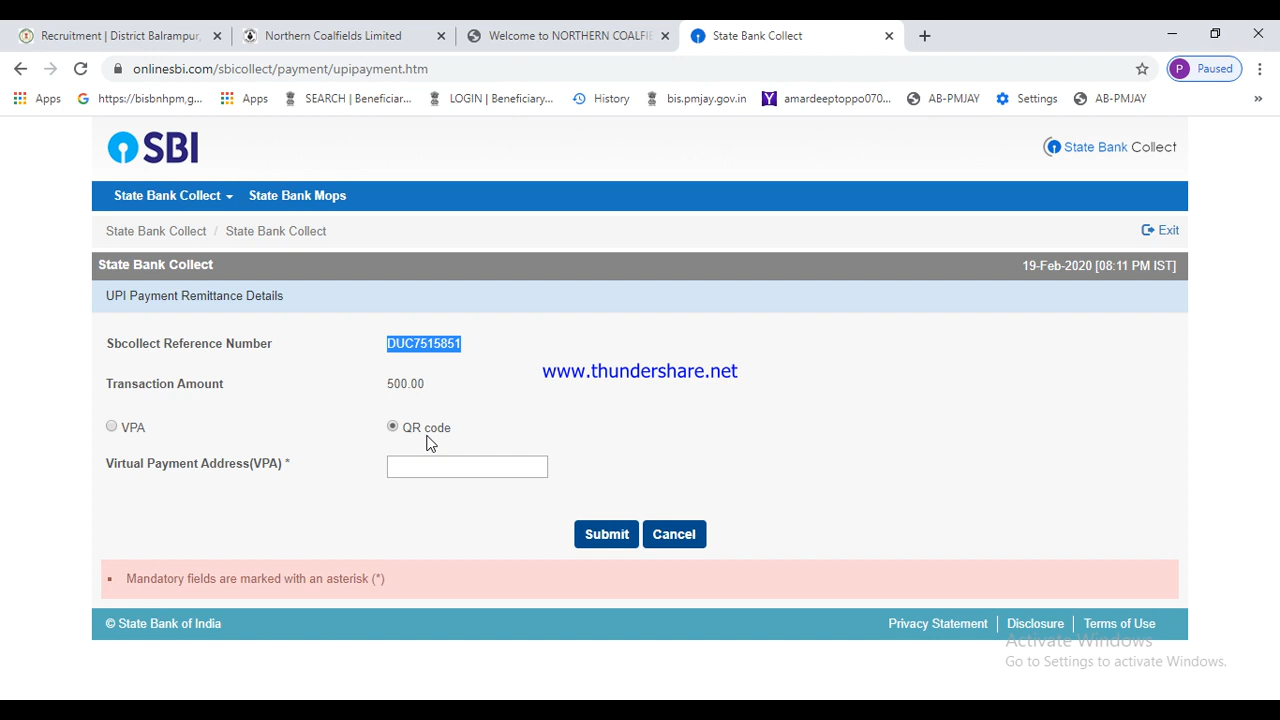 Recruitment | District Balrampur,
Northern Coalfields Limited
Welcome to NORTHERN COALFIE
State Bank Collect
onlinesbi.com/sbicollect/payment/upipayment.htm
P Paused
Apps
https://bisbnhpm,g...
Apps
SEARCH | Beneficiar...
LOGIN | Beneficiary...
History
bis.pmjay.gov.in
amardeeptoppo070...
AB-PMJAY
Settings
AB-PMJAY
SBI
State Bank Collect
State Bank Collect
State Bank Mops
State Bank Collect / State Bank Collect
Exit
State Bank Collect
19-Feb-2020 [08:11 PM IST]
UPI Payment Remittance Details
Sbcollect Reference Number
DUC7515851
www.thundershare.net
Transaction Amount
500.00
VPA
QR code
Virtual Payment Address(VPA) *
Submit
Cancel
Mandatory fields are marked with an asterisk (*)
© State Bank of India
Privacy Statement
Disclosure
Terms of Use
Activate Windows
Go to Settings to activate Windows.